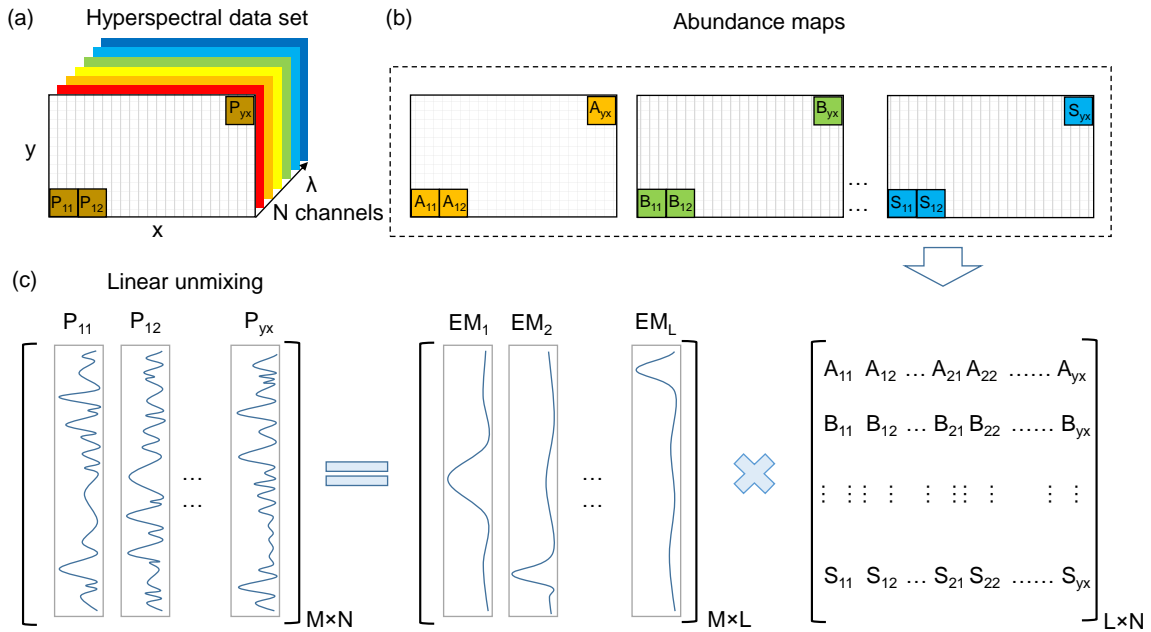 (a) Hyperspectral data set
P_yx
y
P_11 P_12
x
λ
N channels
(b) Abundance maps
A_yx B_yx S_yx
A_11 A_12 B_11 B_12 … S_11 S_12
…
(c) Linear unmixing
P_11 P_12 P_yx
… 
…
M×N
=
EM_1 EM_2 EM_L
…
…
M×L
×
A_11 A_12 … A_21 A_22 …… A_yx
B_11 B_12 … B_21 B_22 …… B_yx
⋮ ⋮⋮ ⋮ ⋮ ⋮⋮ ⋮ ⋮ ⋮
S_11 S_12 … S_21 S_22 …… S_yx
L×N